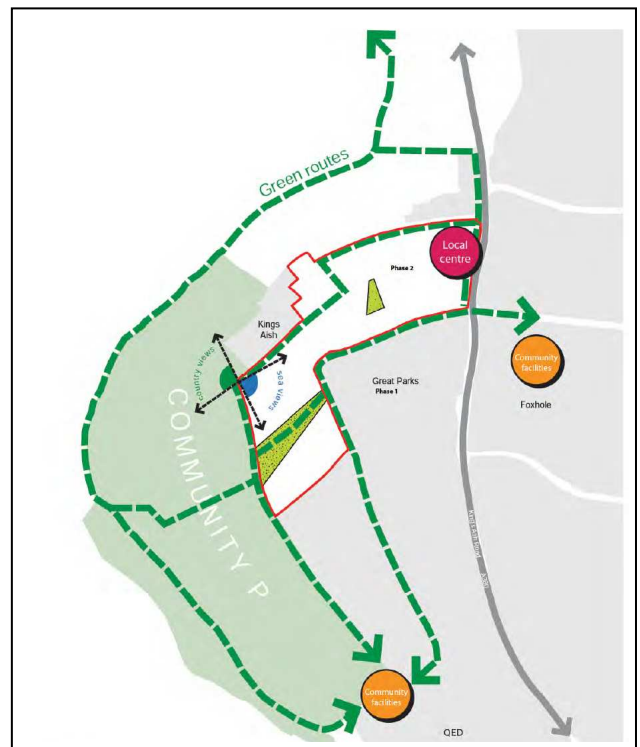 Green routes
Local
centre
Phase 2
Kings
Aish
country views
sea views
Community
facilities
Great Parks
Phase 1
Foxhole
COMMUNITY P
Community
facilities
QED